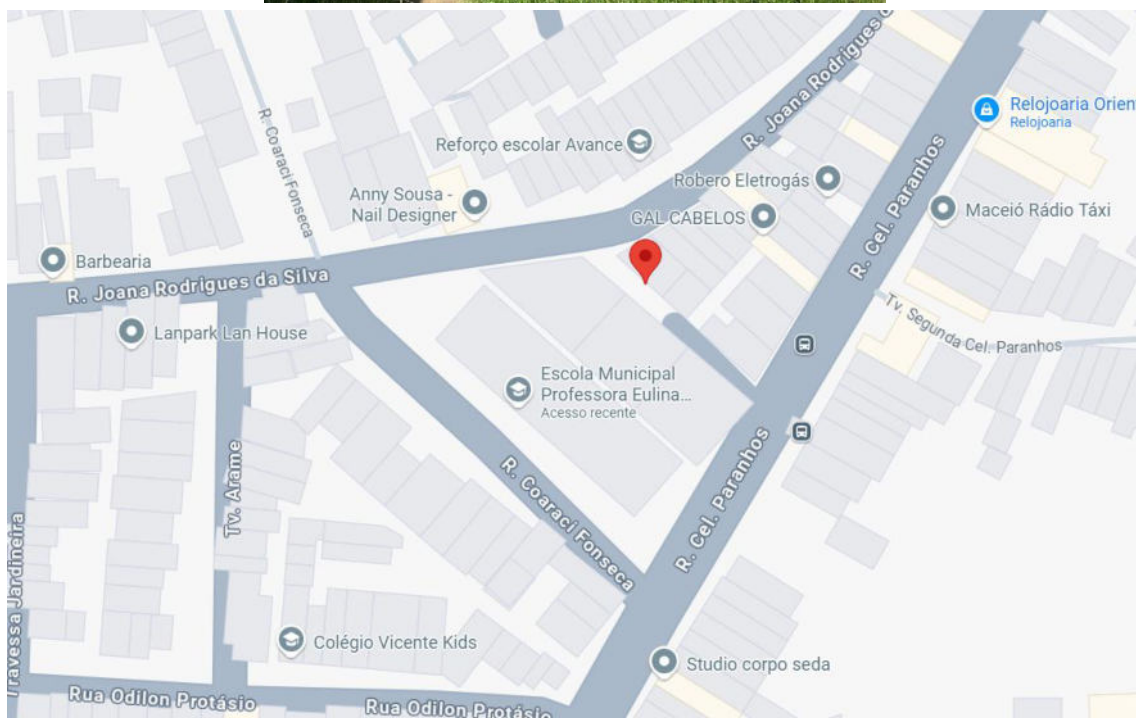 R. Joana Rodrigues
R. Coaraci Fonseca
R. Cel. Paranhos
Relojoaria Orien
Relojoaria
Reforço escolar Avance
Anny Sousa -
Nail Designer
Robero Eletrogás
GAL CABELOS
Maceió Rádio Táxi
Barbearia
R. Joana Rodrigues da Silva
Lanpark Lan House
Tv. Segunda Cel. Paranhos
Escola Municipal
Professora Eulina...
Acesso recente
Tv. Arame
R. Coaraci Fonseca
R. Cel. Paranhos
Travessa Jardineira
Colégio Vicente Kids
Studio corpo seda
Rua Odilon Protásio
Rua Odilon Protásio